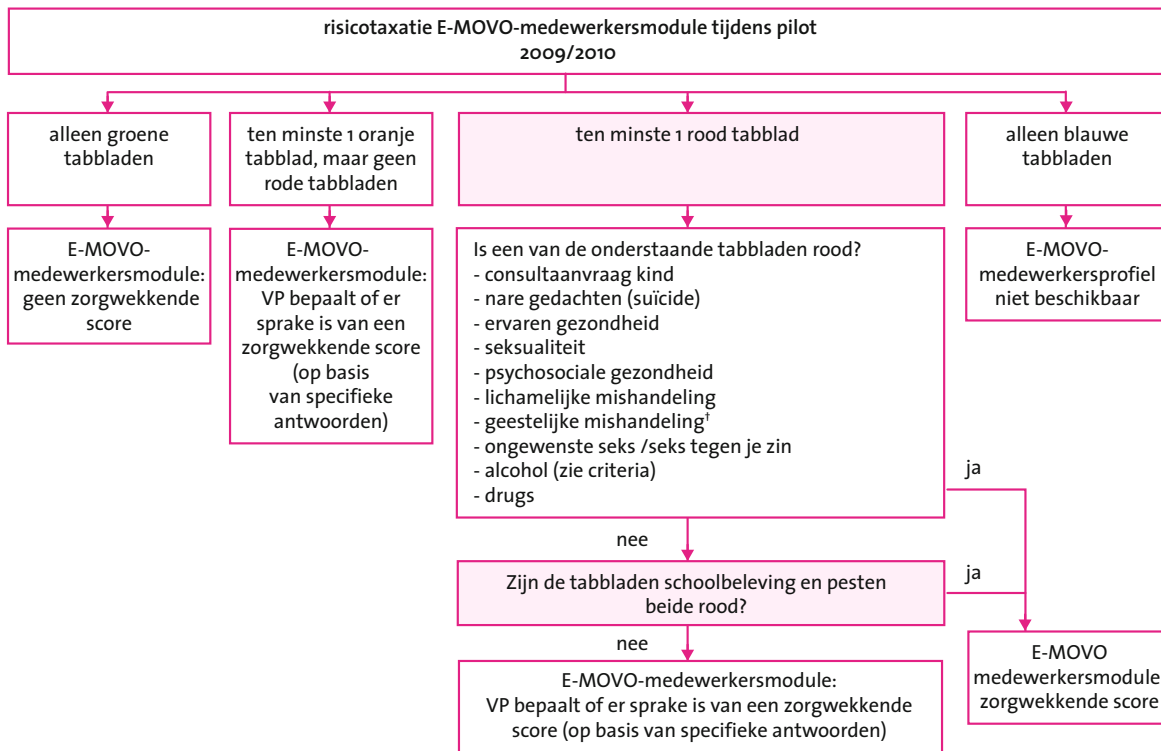 risicotaxatie E-MOVO-medewerkersmodule tijdens pilot
2009/2010
alleen groene
tabbladen
ten minste 1 oranje
tabblad, maar geen
rode tabbladen
ten minste 1 rood tabblad
alleen blauwe
tabbladen
E-MOVO-
medewerkersmodule:
geen zorgwekkende
score
E-MOVO-
medewerkersmodule:
VP bepaalt of er
sprake is van een
zorgwekkende score
(op basis
van specifieke
antwoorden)
Is een van de onderstaande tabbladen rood?
- consultaanvraag kind
- nare gedachten (suïcide)
- ervaren gezondheid
- seksualiteit
- psychosociale gezondheid
- lichamelijke mishandeling
- geestelijke mishandeling†
- ongewenste seks /seks tegen je zin
- alcohol (zie criteria)
- drugs
E-MOVO-
medewerkersprofiel
niet beschikbaar
ja
nee
Zijn de tabbladen schoolbeleving en pesten
beide rood?
ja
nee
E-MOVO-medewerkersmodule:
VP bepaalt of er sprake is van een zorgwekkende
score (op basis van specifieke antwoorden)
E-MOVO
medewerkersmodule
zorgwekkende score